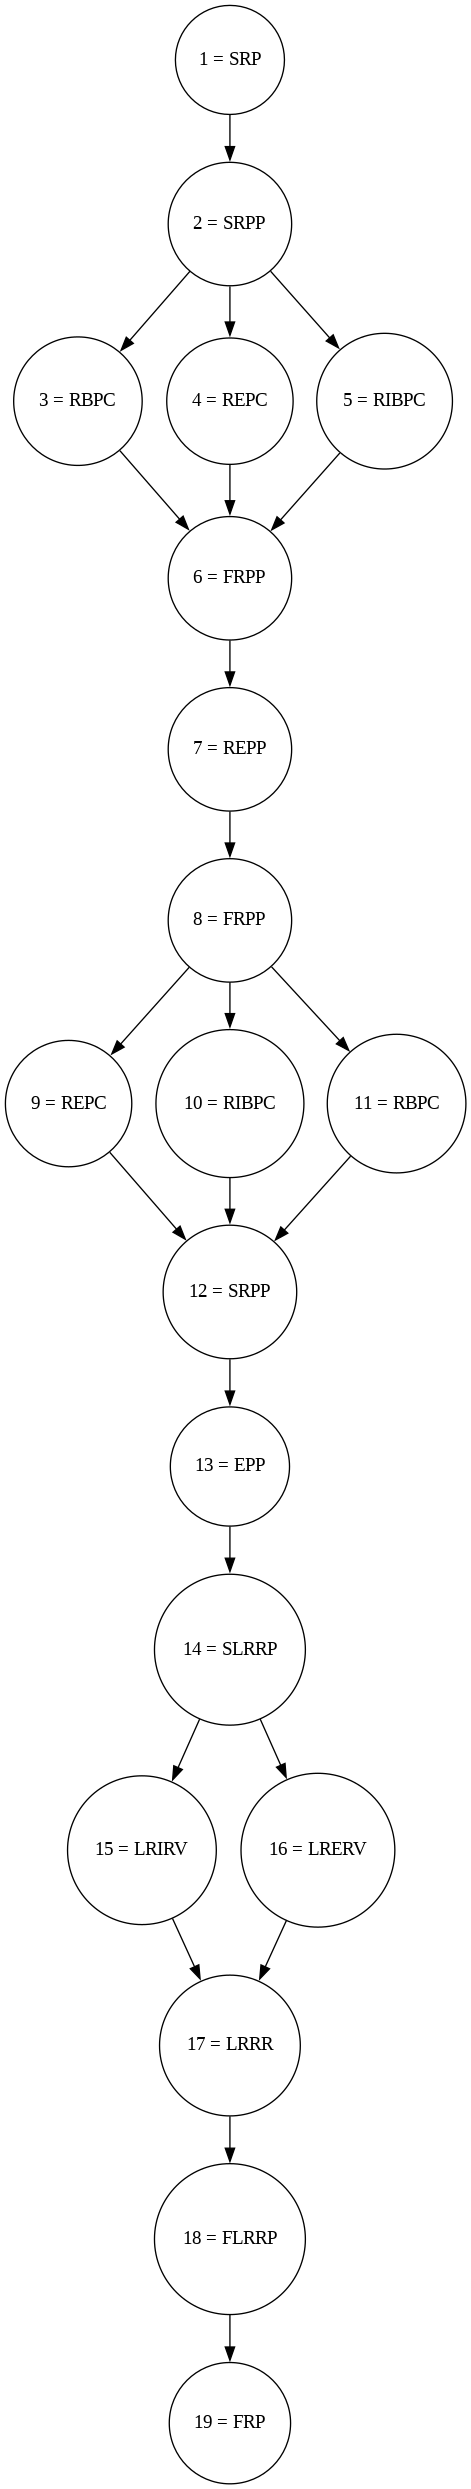 1 = SRP
2 = SRPP
3 = RBPC
4 = REPC
5 = RIBPC
6 = FRPP
7 = REPP
8 = FRPP
9 = REPC
10 = RIBPC
11 = RBPC
12 = SRPP
13 = EPP
14 = SLRRP
15 = LRIRV
16 = LRERV
17 = LRRR
18 = FLRRP
19 = FRP